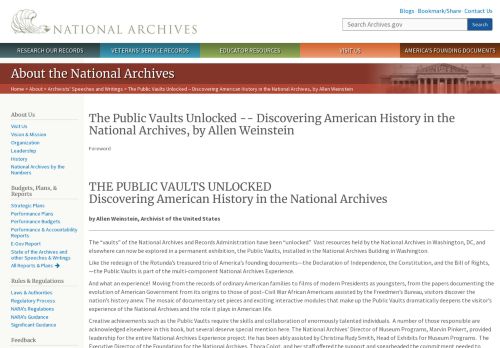 NATIONAL ARCHIVES
Blogs · Bookmark/Share · Contact Us
Search Archives.gov
Search
RESEARCH OUR RECORDS
VETERANS' SERVICE RECORDS
EDUCATOR RESOURCES
VISIT US
AMERICA'S FOUNDING DOCUMENTS
About the National Archives
Home > About > Archivists' Speeches and Writings > The Public Vaults Unlocked -- Discovering American History in the National Archives, by Allen Weinstein
About Us
Visit Us
Vision & Mission
Organization
Leadership
History
National Archives by the
Numbers
Budgets, Plans, &
Reports
Strategic Plans
Performance Plans
Performance Budgets
Performance & Accountability
Reports
E-Gov Report
State of the Archives and
other Speeches & Writings
All Reports & Plans
Rules & Regulations
Laws & Authorities
Regulatory Process
NARA's Regulations
NARA's Guidance
Significant Guidance
Feedback
The Public Vaults Unlocked -- Discovering American History in the
National Archives, by Allen Weinstein
Foreword
THE PUBLIC VAULTS UNLOCKED
Discovering American History in the National Archives
by Allen Weinstein, Archivist of the United States
The "vaults" of the National Archives and Records Administration have been "unlocked" Vast resources held by the National Archives in Washington, DC, and
elsewhere can now be explored in a permanent exhibition, the Public Vaults, installed in the National Archives Building in Washington.
Like the redesign of the Rotunda's treasured trio of America's founding documents—the Declaration of Independence, the Constitution, and the Bill of Rights,
—the Public Vaults is part of the multi-component National Archives Experience.
And what an experience! Moving from the records of ordinary American families to films of modern Presidents as youngsters, from the papers documenting the
evolution of American Government from its origins to those of post–Civil War African Americans assisted by the Freedmen's Bureau, visitors discover the
nation's history anew. The mosaic of documentary set pieces and exciting interactive modules that make up the Public Vaults dramatically deepens the visitor's
experience of the National Archives and the role it plays in American life.
Creative achievements such as the Public Vaults require the skills and collaboration of enormously talented individuals. A number of those responsible are
acknowledged elsewhere in this book, but several deserve special mention here. The National Archives' Director of Museum Programs, Marvin Pinkert, provided
leadership for the entire National Archives Experience project; he has been ably assisted by Christina Rudy Smith, Head of Exhibits for Museum Programs. The
Executive Director of the Foundation for the National Archives, Thora Colot, and her staff offered the support and spearheaded the commitment needed to